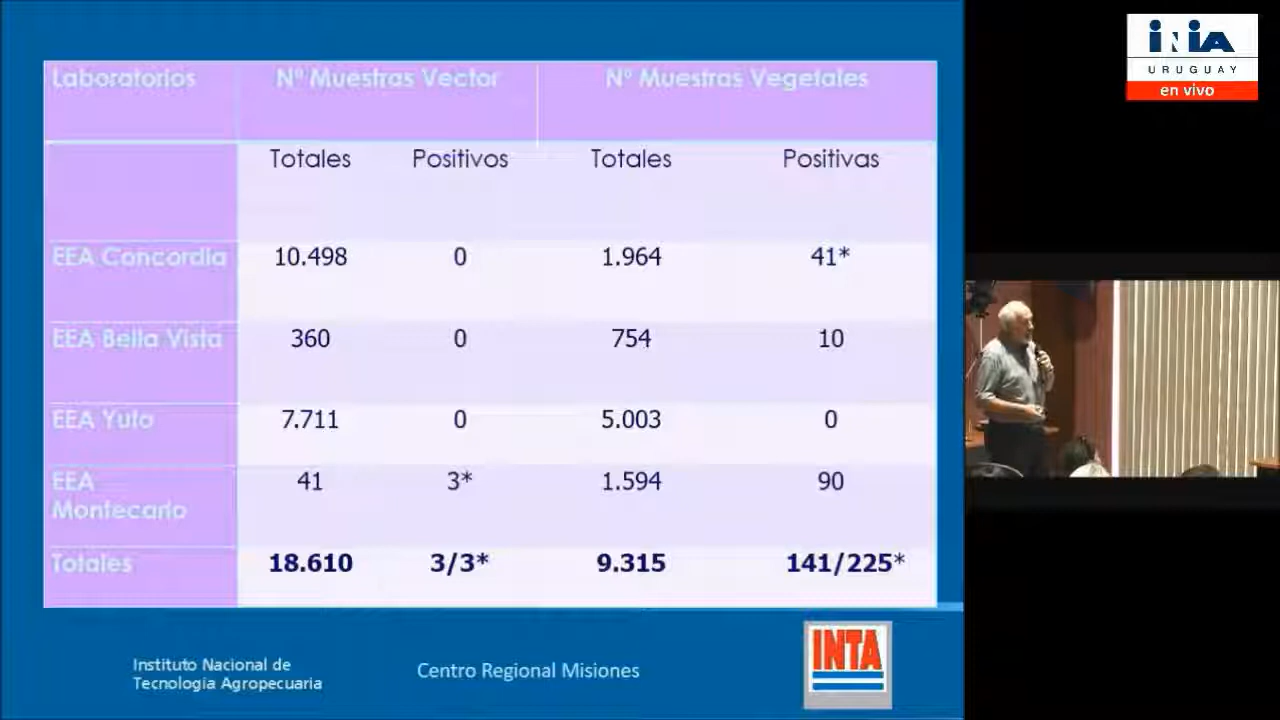 Laboratorios Nº Muestras Vector Nº Muestras Vegetales
Totales Positivos Totales Positivas
EEA Concordia 10.498 0 1.964 41*
EEA Bella Vista 360 0 754 10
EEA Yuto 7.711 0 5.003 0
EEA
Montecarlo 41 3* 1.594 90
Totales 18.610 3/3* 9.315 141/225*
Instituto Nacional de
Tecnología Agropecuaria
Centro Regional Misiones
INTA
inia
URUGUAY
en vivo